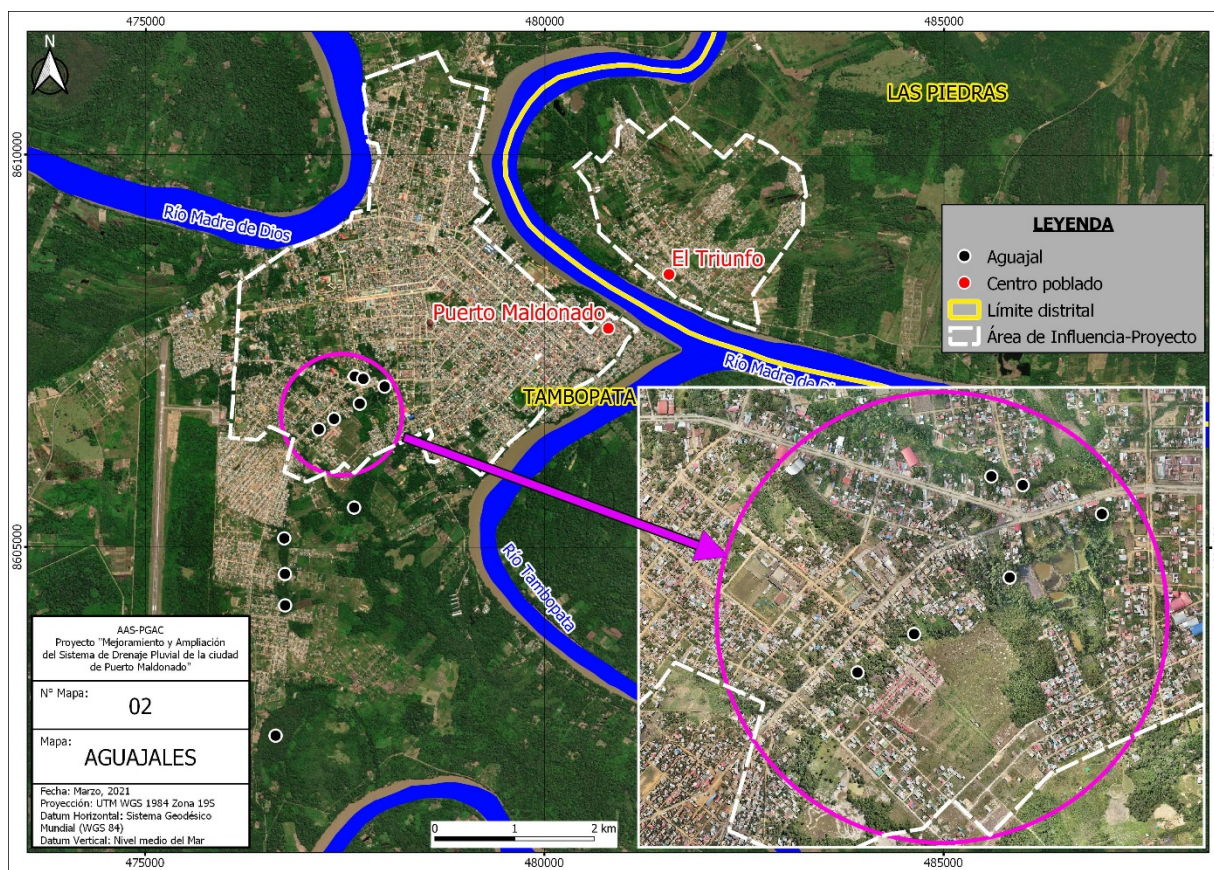 475000
480000
485000
N
LAS PIEDRAS
8610000
8610000
Río Madre de Dios
LEYENDA
Aguajal
Centro poblado
Límite distrital
Área de Influencia-Proyecto
El Triunfo
Puerto Maldonado
Río Madre de Dio
TAMBOPATA
8605000
8605000
Río Tambopata
AAS-PGAC
Proyecto "Mejoramiento y Ampliación
del Sistema de Drenaje Pluvial de la ciudad
de Puerto Maldonado"
N° Mapa:
02
Mapa:
AGUAJALES
Fecha: Marzo, 2021
Proyección: UTM WGS 1984 Zona 19S
Datum Horizontal: Sistema Geodésico
Mundial (WGS 84)
Datum Vertical: Nivel medio del Mar
0 1 2 km
475000
480000
485000